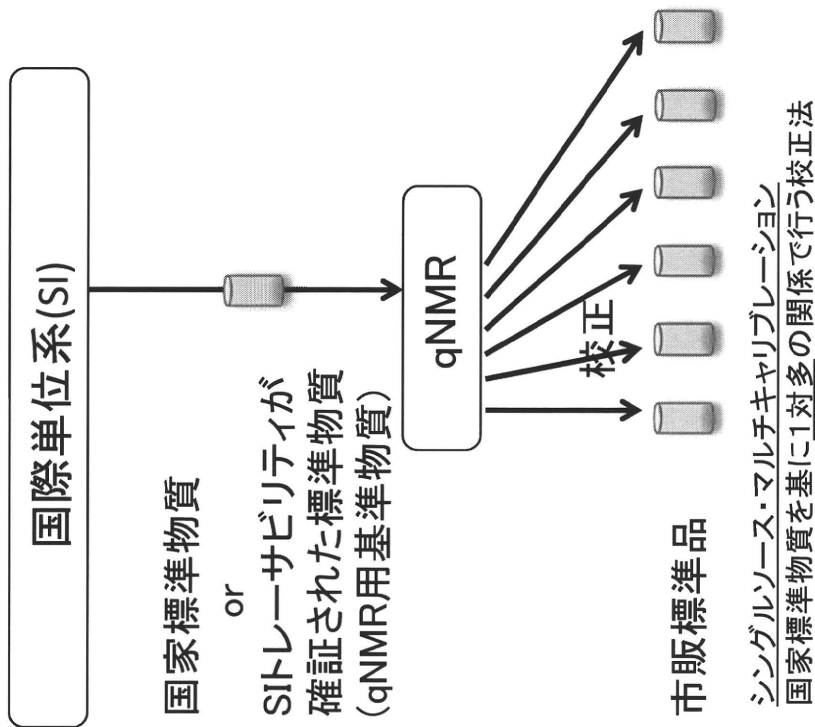 国際単位系(SI)
国家標準物質
or
SIトレーサビリティが
確証された標準物質
(qNMR用基準物質)
qNMR
校正
市販標準品
シングルソース・マルチキャリブレーション
国家標準物質を基に1対多の関係で行う校正法